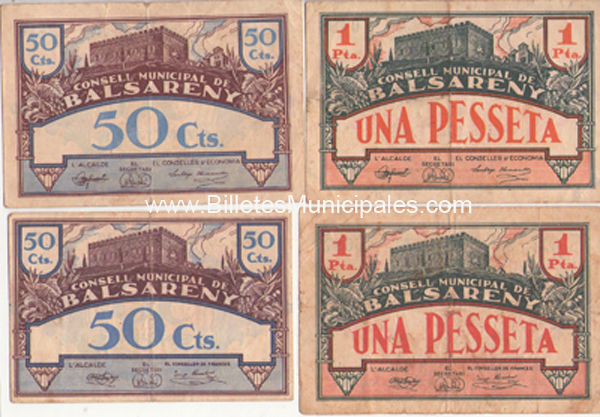 50 Cts.
50 Cts.
CONSELL MUNICIPAL DE
BALSARENY
50 Cts.
L'ALCALDE EL SECRETARI EL CONSELLER D'ECONOMIA
1 Pta.
1 Pta.
CONSELL MUNICIPAL DE
BALSARENY
UNA PESSETA
L'ALCALDE EL SECRETARI EL CONSELLER D'ECONOMIA
www.BilletesMunicipales.com
50 Cts.
50 Cts.
CONSELL MUNICIPAL DE
BALSARENY
50 Cts.
L'ALCALDE EL SECRETARI EL CONSELLER DE FINANCES
1 Pta.
1 Pta.
CONSELL MUNICIPAL DE
BALSARENY
UNA PESSETA
L'ALCALDE EL SECRETARI EL CONSELLER DE FINANCES